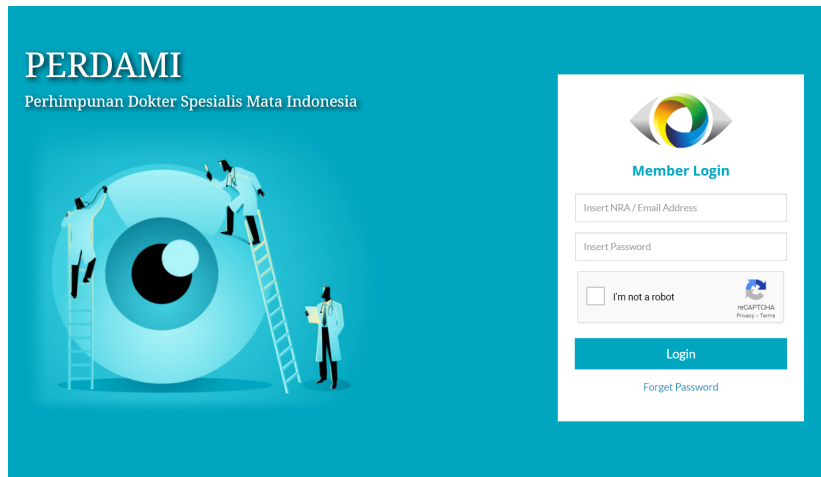 PERDAMI
Perhimpunan Dokter Spesialis Mata Indonesia
Member Login
Insert NRA / Email Address
Insert Password
I'm not a robot
reCAPTCHA
Privacy - Terms
Login
Forget Password